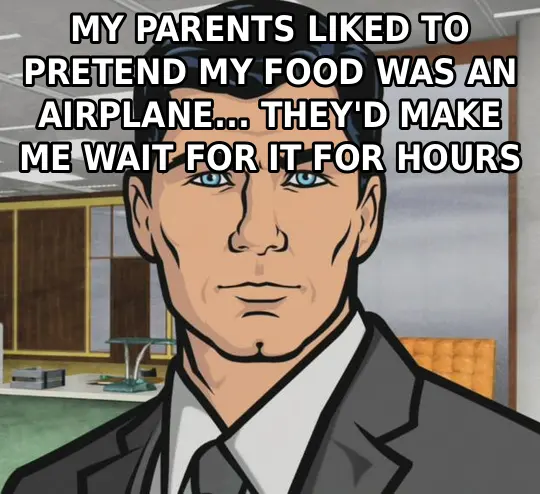 MY PARENTS LIKED TO
PRETEND MY FOOD WAS AN
AIRPLANE... THEY'D MAKE
ME WAIT FOR IT FOR HOURS